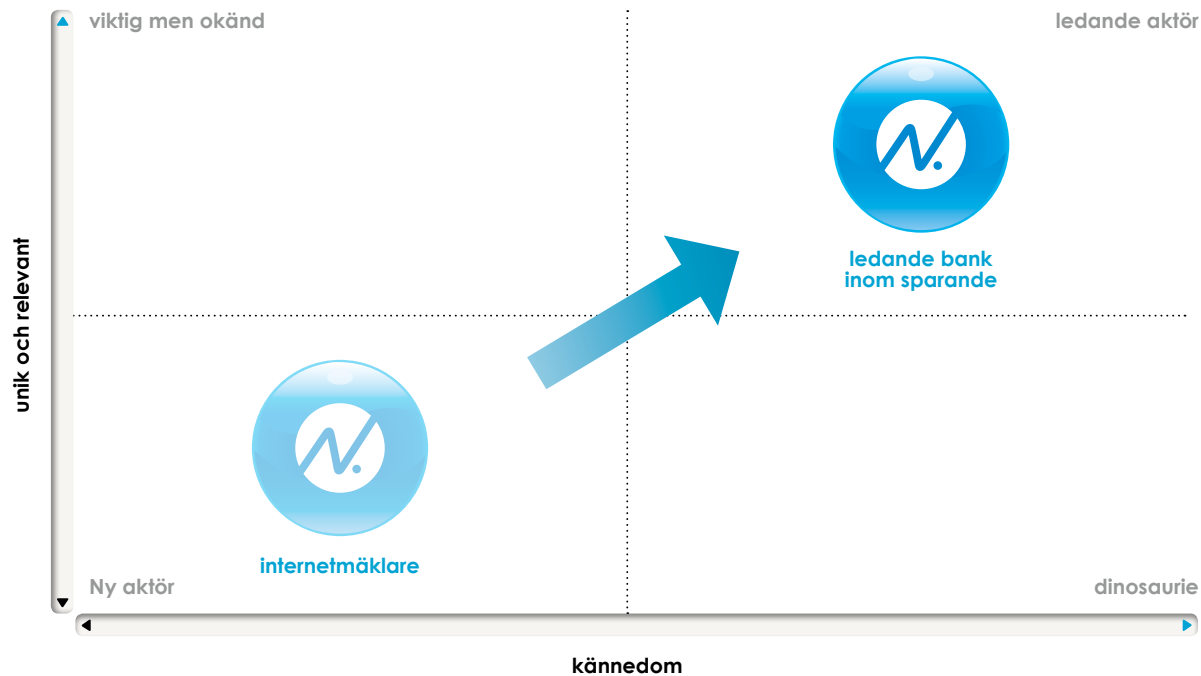 viktig men okänd
ledande aktör
ledande bank
inom sparande
unik och relevant
internetmäklare
Ny aktör
dinosaurie
kännedom